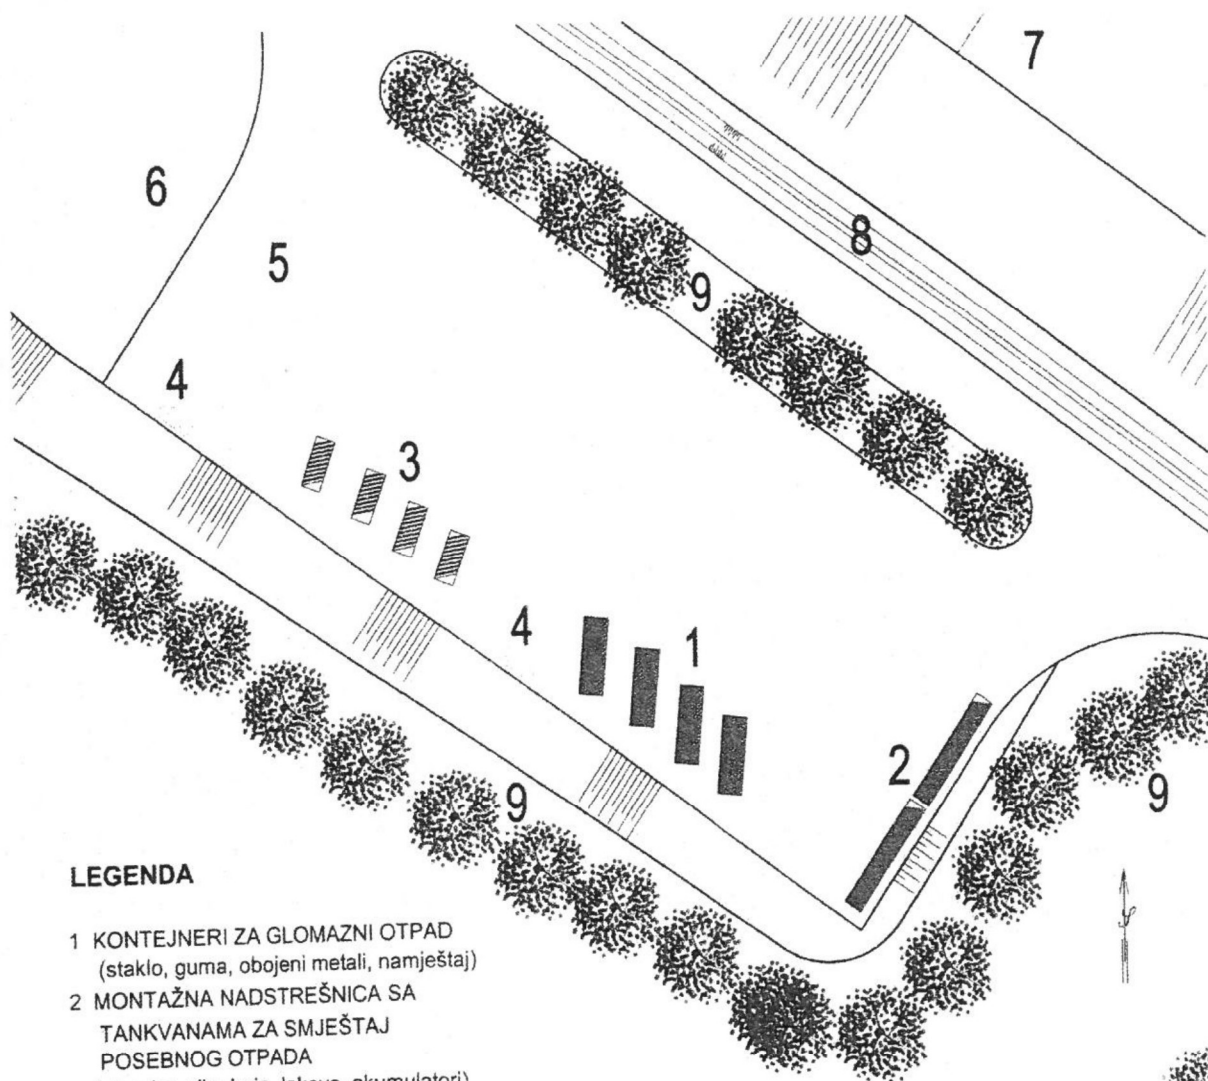 7
6
8
5
9
4
3
4
1
2
9
9
LEGENDA
1 KONTEJNERI ZA GLOMAZNI OTPAD
(staklo, guma, obojeni metali, namještaj)
2 MONTAŽNA NADSTREŠNICA SA
TANKVANAMA ZA SMJEŠTAJ
POSEBNOG OTPADA
akumulatori)